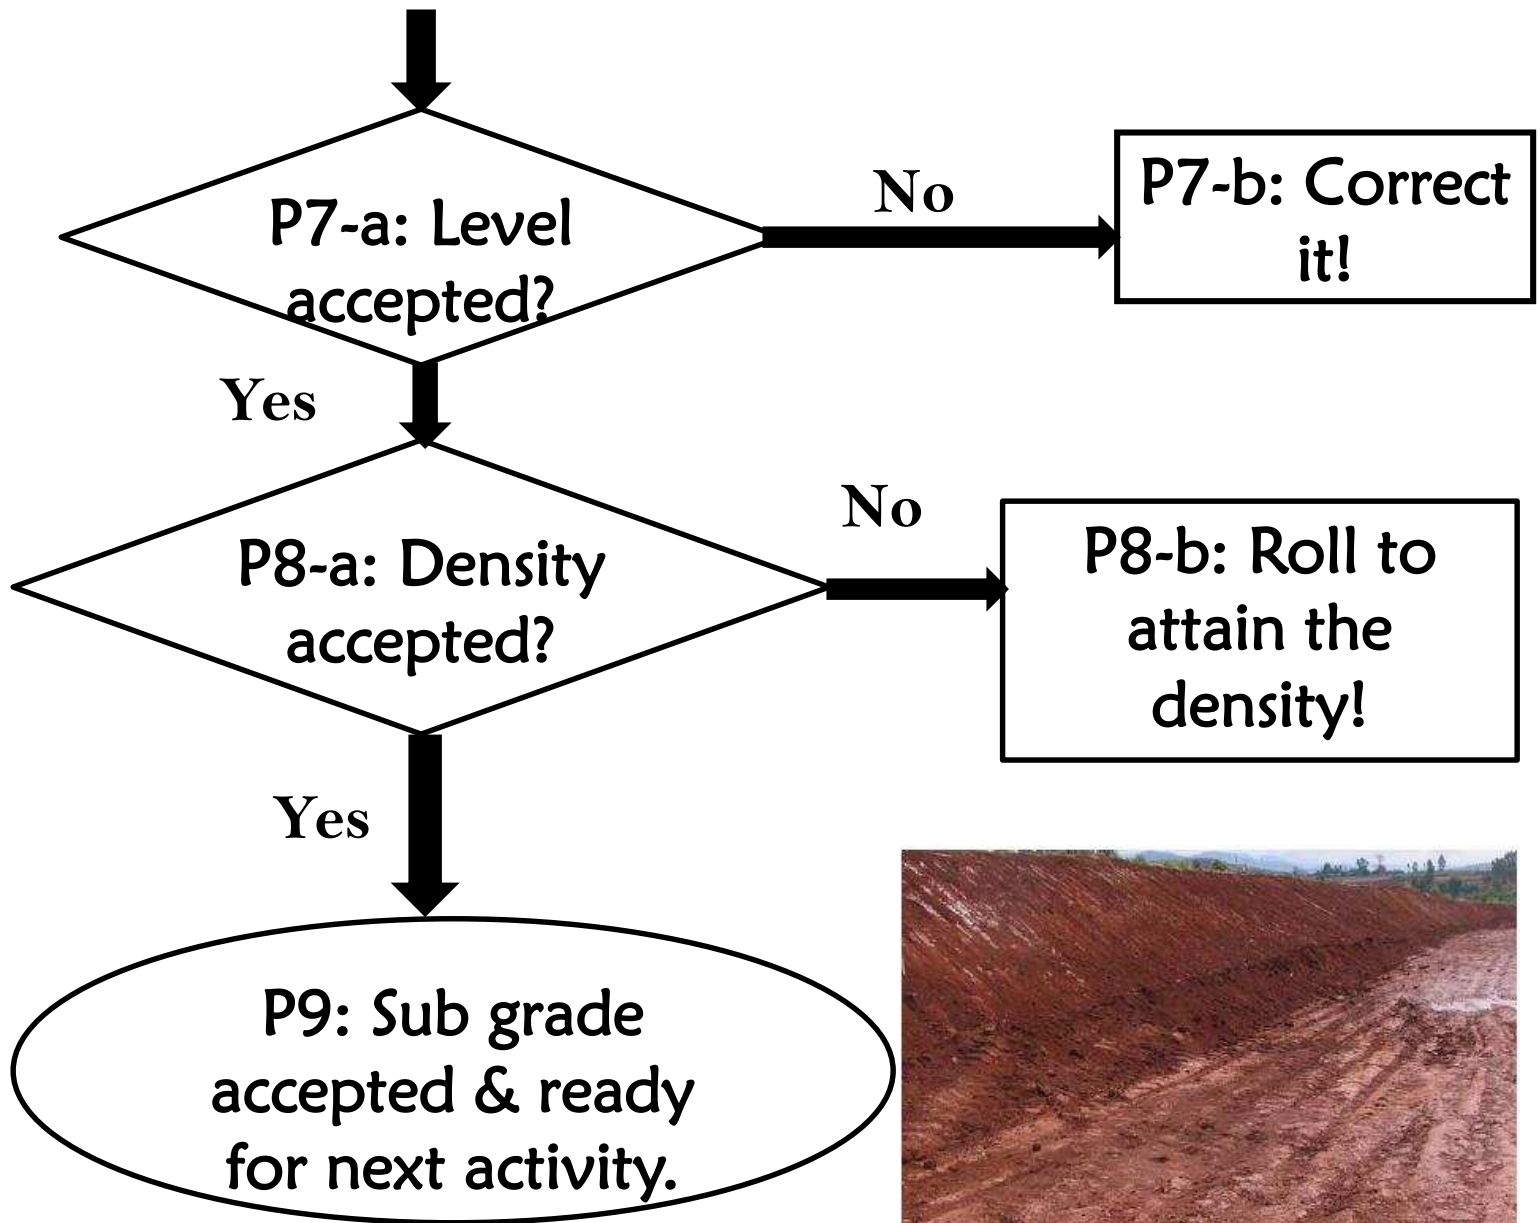 P7-a: Level
accepted?
No
P7-b: Correct
it!
Yes
P8-a: Density
accepted?
No
P8-b: Roll to
attain the
density!
Yes
P9: Sub grade
accepted & ready
for next activity.